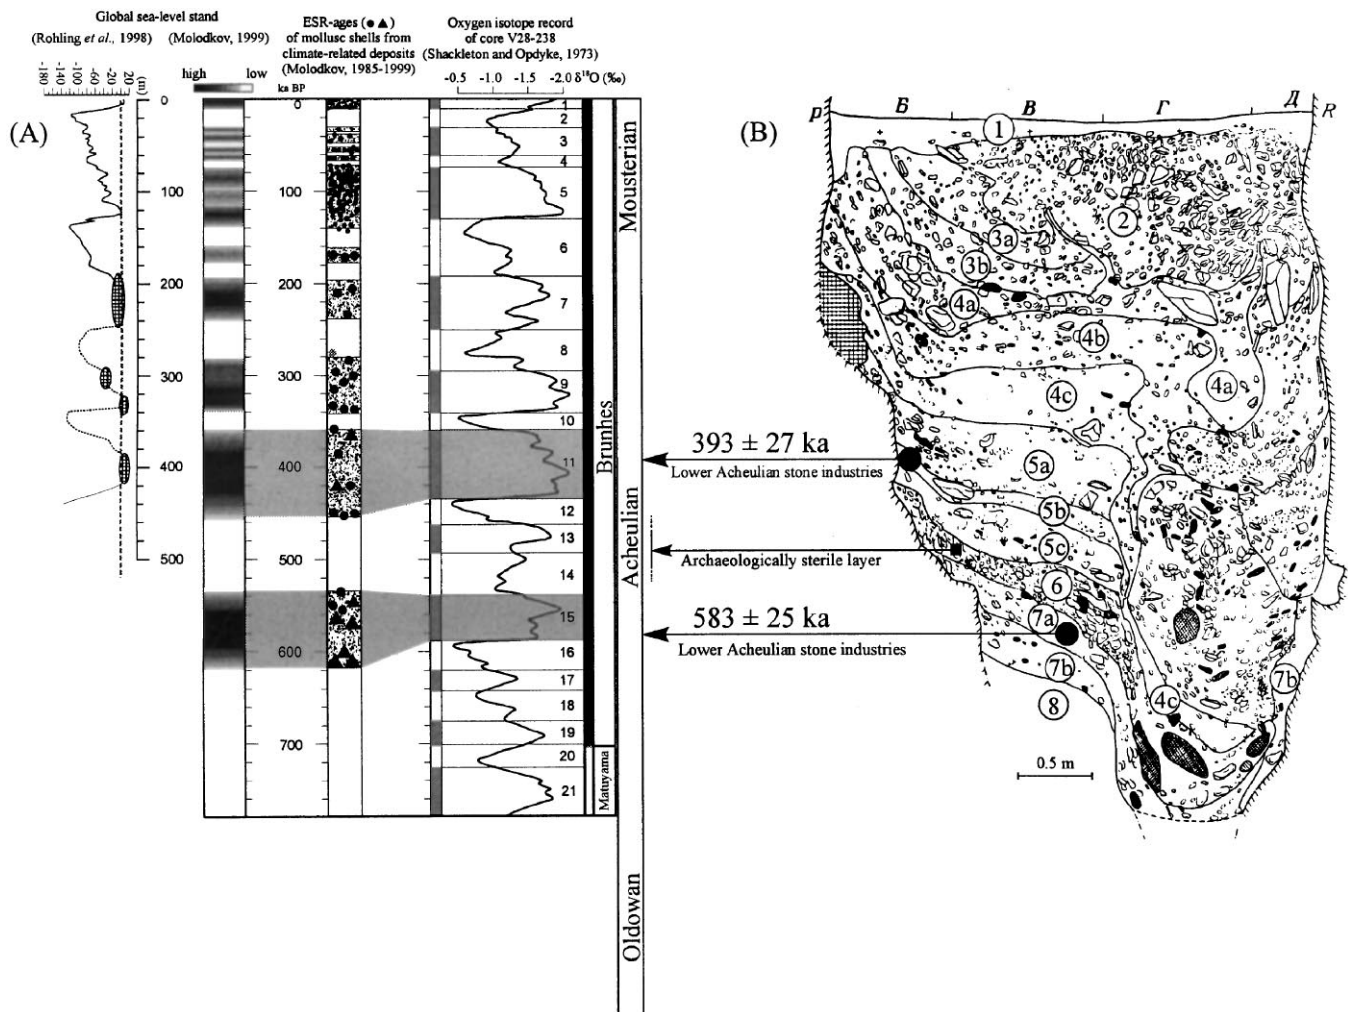 Global sea-level stand
(Rohling et al., 1998) (Molodkov, 1999)
-180
-140
-100
-60
-20
20
(m)
high low
ESR-ages (● ▲)
of mollusc shells from
climate-related deposits
(Molodkov, 1985-1999)
ka BP
Oxygen isotope record
of core V28-238
(Shackleton and Opdyke, 1973)
-0.5 -1.0 -1.5 -2.0 δ¹⁸O (‰)
(A)
0
100
200
300
400
500
0
100
200
300
400
500
600
700
1
2
3
4
5
6
7
8
9
10
11
12
13
14
15
16
17
18
19
20
21
Brunhes
Matuyama
Mousterian
Acheulian
Oldowan
393 ± 27 ka
Lower Acheulian stone industries
Archaeologically sterile layer
583 ± 25 ka
Lower Acheulian stone industries
(B)
P Б В Г Д R
1
2
3a
3b
4a
4b
4a
4c
5a
5b
5c
6
7a
7b
7b
4c
8
0.5 m